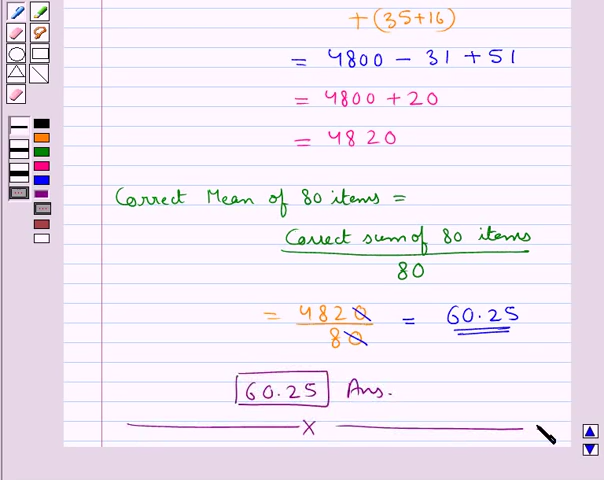 +(35+16)
= 4800 - 31 + 51
= 4800 + 20
= 4820
Correct Mean of 80 items =
Correct sum of 80 items
80
= 4820/80 = 60.25
60.25 Ans.
X